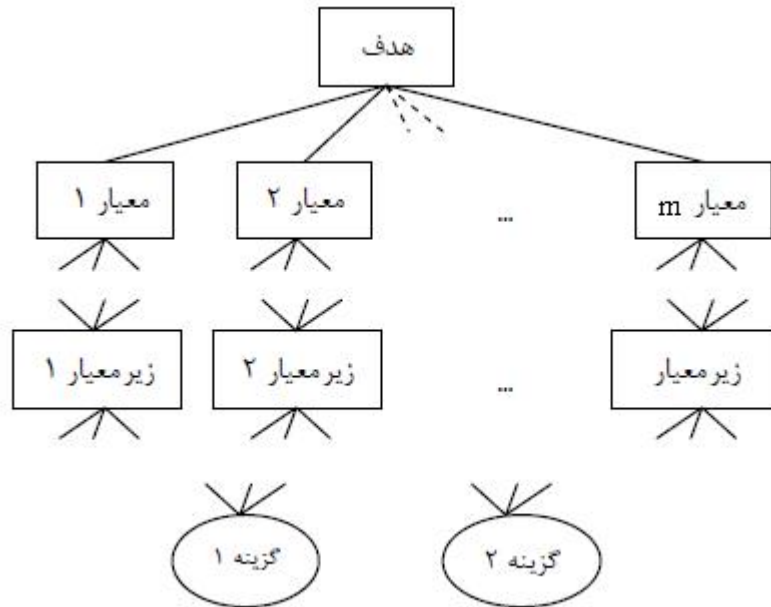 هدف
معیار ۱
معیار ۲
...
معیار m
زیرمعیار ۱
زیرمعیار ۲
...
زیرمعیار
گزینه ۱
گزینه ۲